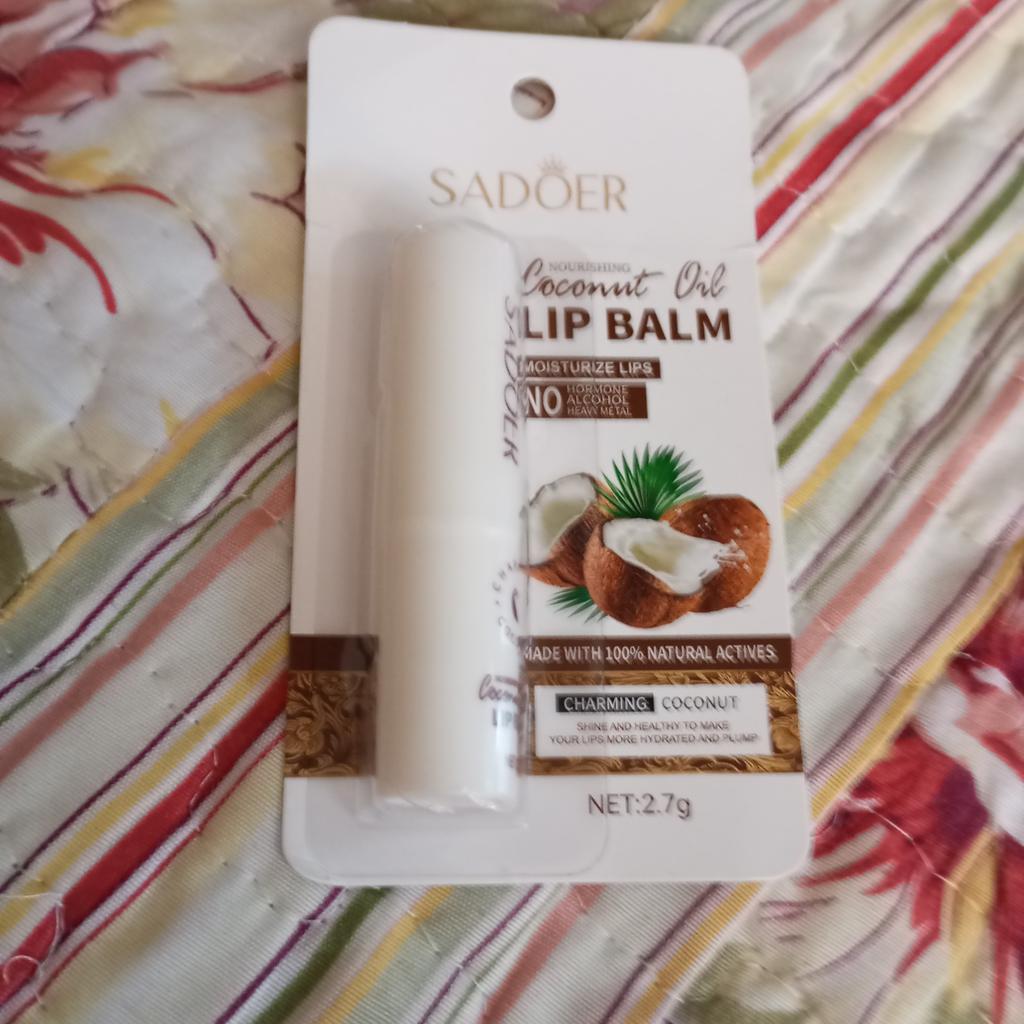 SADOER
NOURISHING
Coconut Oil
LIP BALM
MOISTURIZE LIPS
NO
HORMONE
ALCOHOL
HEAVY METAL
SADOLK
MADE WITH 100% NATURAL ACTIVES
CHARMING COCONUT
SHINE AND HEALTHY TO MAKE
YOUR LIPS MORE HYDRATED AND PLUMP
NET:2.7g